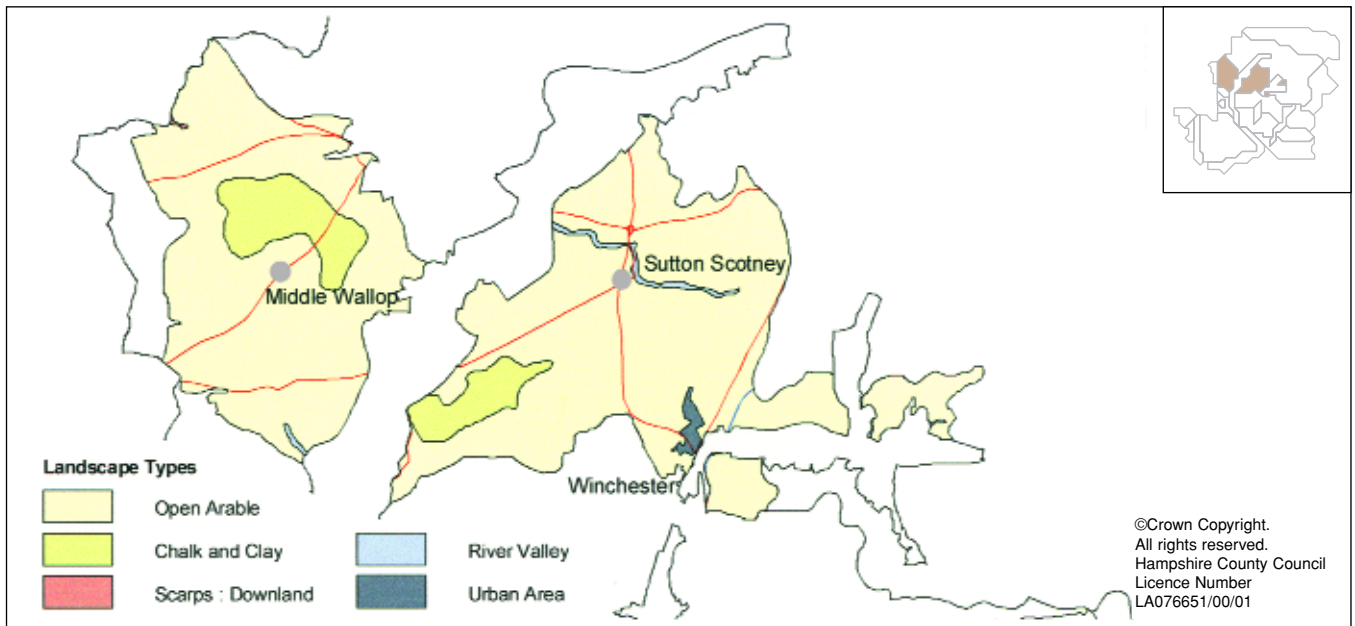 Sutton Scotney
Middle Wallop
Winchester
Landscape Types
Open Arable
Chalk and Clay
Scarps : Downland
River Valley
Urban Area
©Crown Copyright.
All rights reserved.
Hampshire County Council
Licence Number
LA076651/00/01